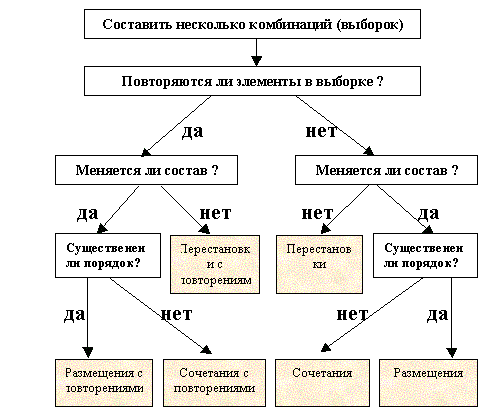 Составить несколько комбинаций (выборок)
Повторяются ли элементы в выборке ?
да
нет
Меняется ли состав ?
Меняется ли состав ?
да
нет
нет
да
Существенен
ли порядок?
Перестановк
и с
повторениям
Перестанов
ки
Существенен
ли порядок?
да
нет
нет
да
Размещения с
повторениями
Сочетания с
повторениями
Сочетания
Размещения